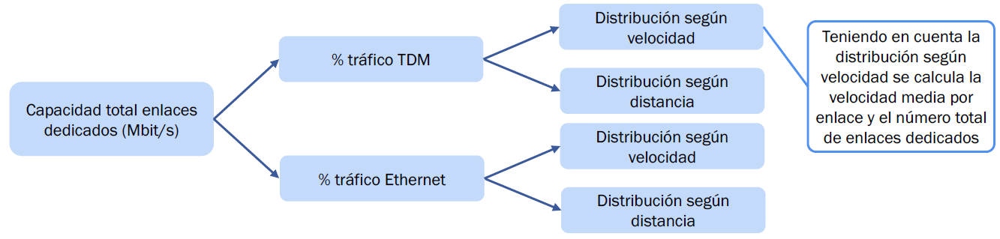 Capacidad total enlaces
dedicados (Mbit/s)
% tráfico TDM
% tráfico Ethernet
Distribución según
velocidad
Distribución según
distancia
Distribución según
velocidad
Distribución según
distancia
Teniendo en cuenta la
distribución según
velocidad se calcula la
velocidad media por
enlace y el número total
de enlaces dedicados